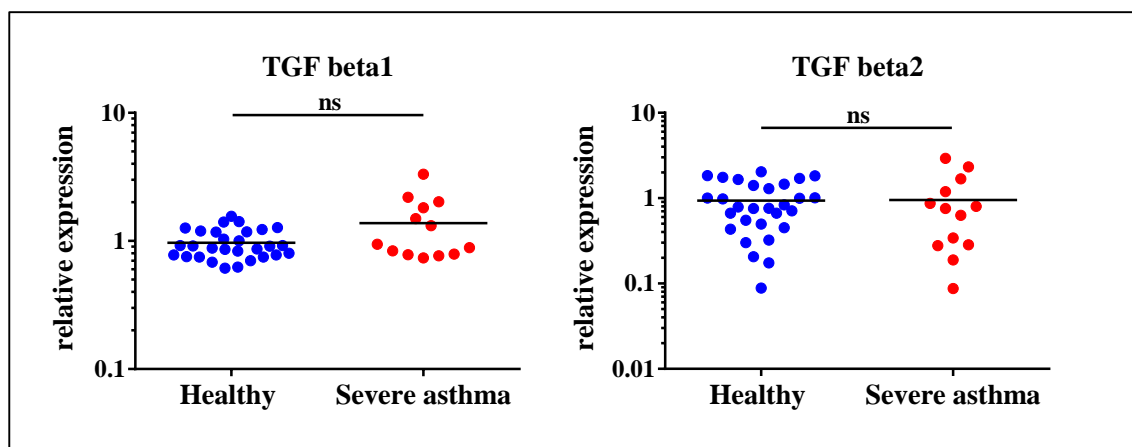 TGF beta1
ns
10
1
0.1
relative expression
Healthy
Severe asthma
TGF beta2
ns
10
1
0.1
0.01
relative expression
Healthy
Severe asthma